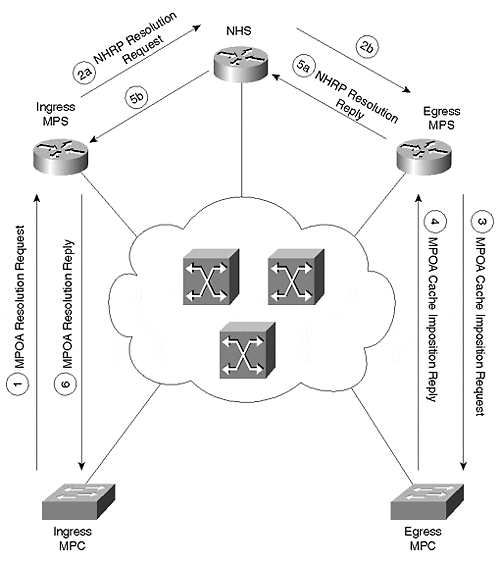 NHS
2a NHRP Resolution
Request
2b
5a NHRP Resolution
Reply
5b
Ingress
MPS
Egress
MPS
1 MPOA Resolution Request
6 MPOA Resolution Reply
4 MPOA Cache Imposition Reply
3 MPOA Cache Imposition Request
Ingress
MPC
Egress
MPC